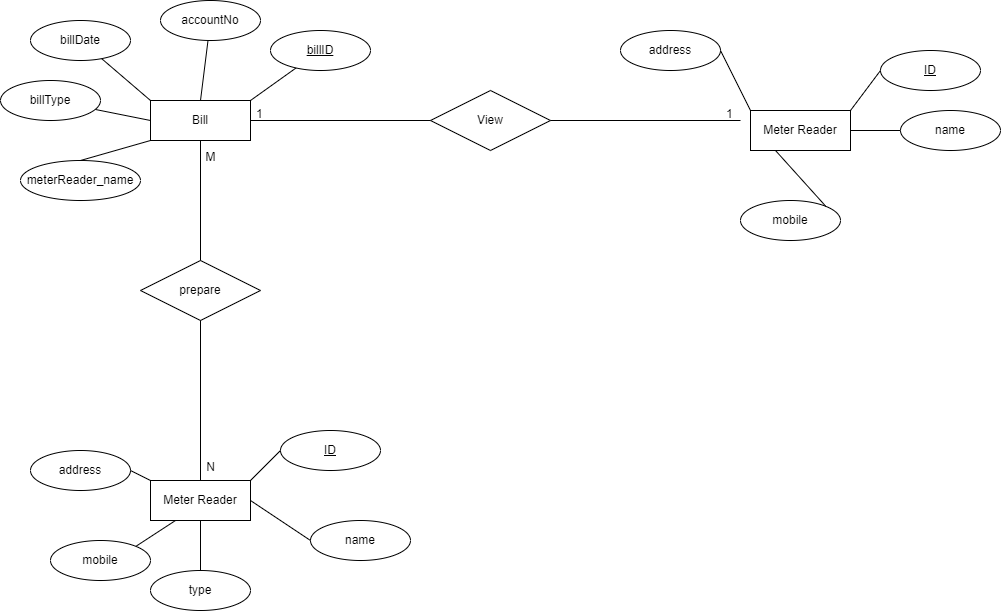 accountNo
billDate
billID
address
ID
billType
Bill
1
View
1
Meter Reader
name
M
meterReader_name
mobile
prepare
ID
address
N
Meter Reader
name
mobile
type